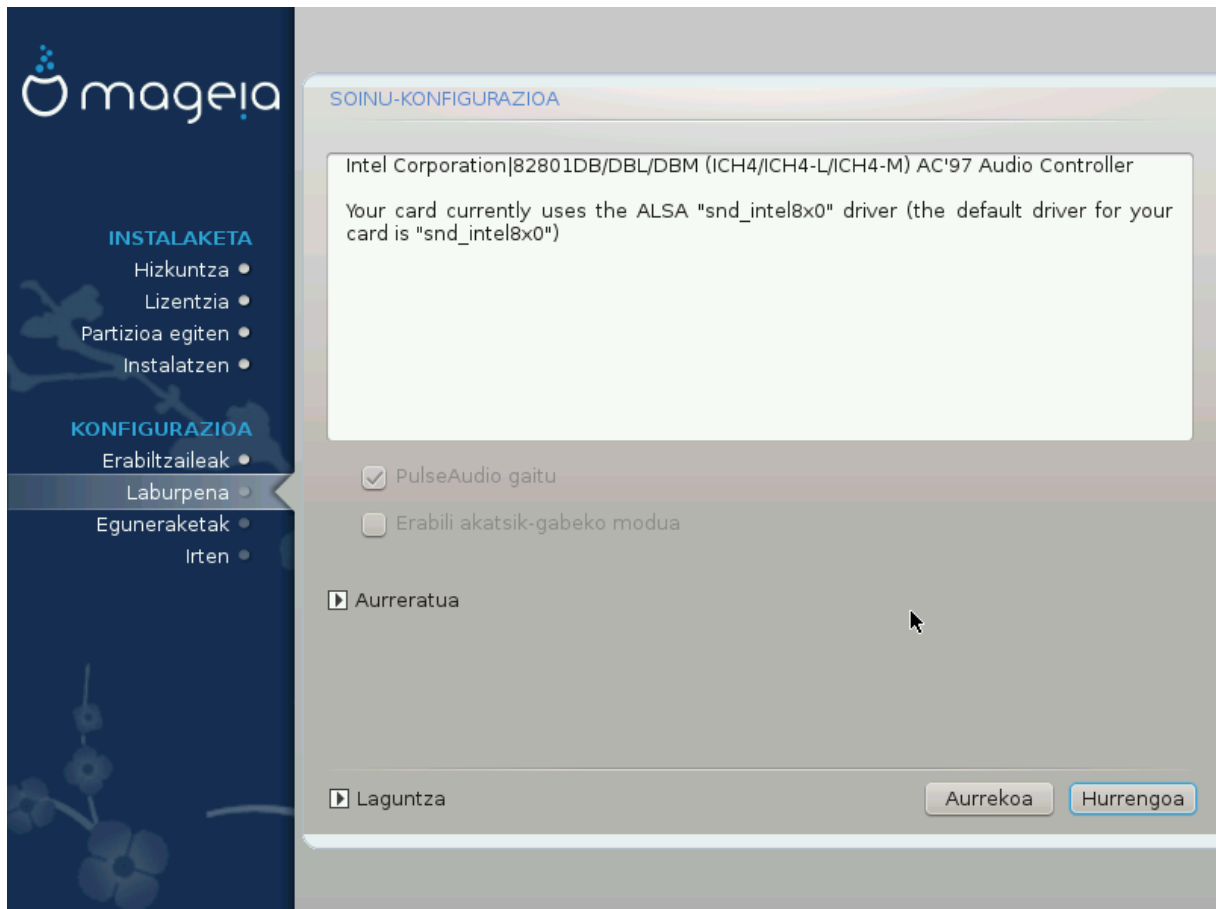 mageia
INSTALAKETA
Hizkuntza
Lizentzia
Partizioa egiten
Instalatzen
KONFIGURAZIOA
Erabiltzaileak
Laburpena
Eguneraketak
Irten
SOINU-KONFIGURAZIOA
Intel Corporation|82801DB/DBL/DBM (ICH4/ICH4-L/ICH4-M) AC'97 Audio Controller
Your card currently uses the ALSA "snd_intel8x0" driver (the default driver for your
card is "snd_intel8x0")
PulseAudio gaitu
Erabili akatsik-gabeko modua
Aurreratua
Laguntza
Aurrekoa
Hurrengoa